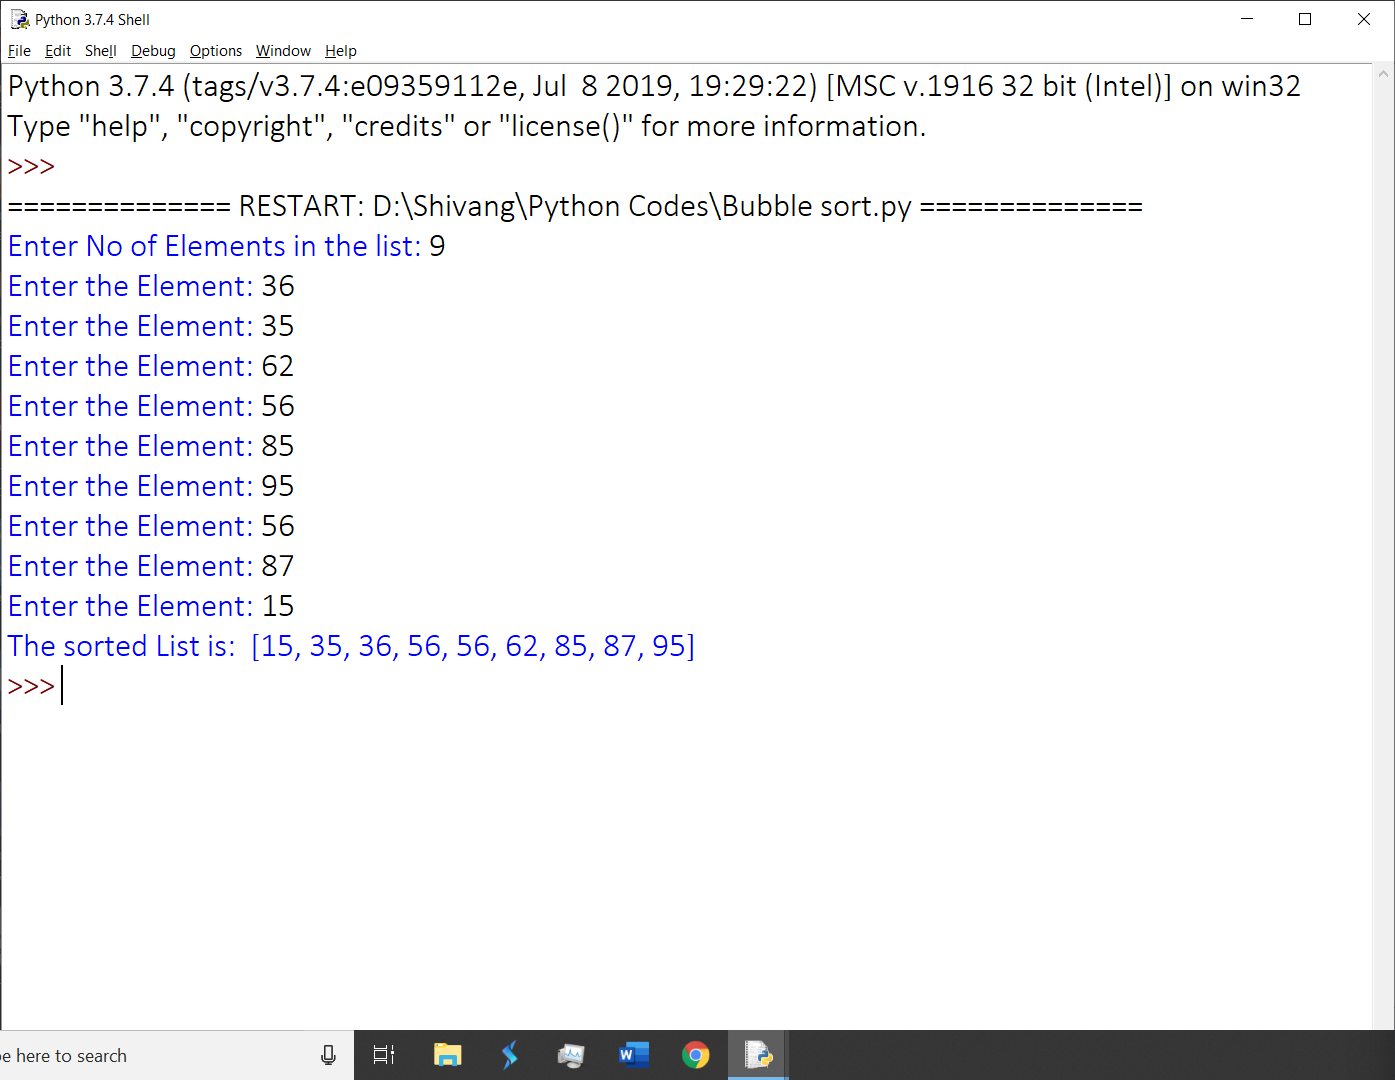 Python 3.7.4 Shell
File Edit Shell Debug Options Window Help
Python 3.7.4 (tags/v3.7.4:e09359112e, Jul  8 2019, 19:29:22) [MSC v.1916 32 bit (Intel)] on win32
Type "help", "copyright", "credits" or "license()" for more information.
>>>
============== RESTART: D:\Shivang\Python Codes\Bubble sort.py ==============
Enter No of Elements in the list: 9
Enter the Element: 36
Enter the Element: 35
Enter the Element: 62
Enter the Element: 56
Enter the Element: 85
Enter the Element: 95
Enter the Element: 56
Enter the Element: 87
Enter the Element: 15
The sorted List is:  [15, 35, 36, 56, 56, 62, 85, 87, 95]
>>>
e here to search